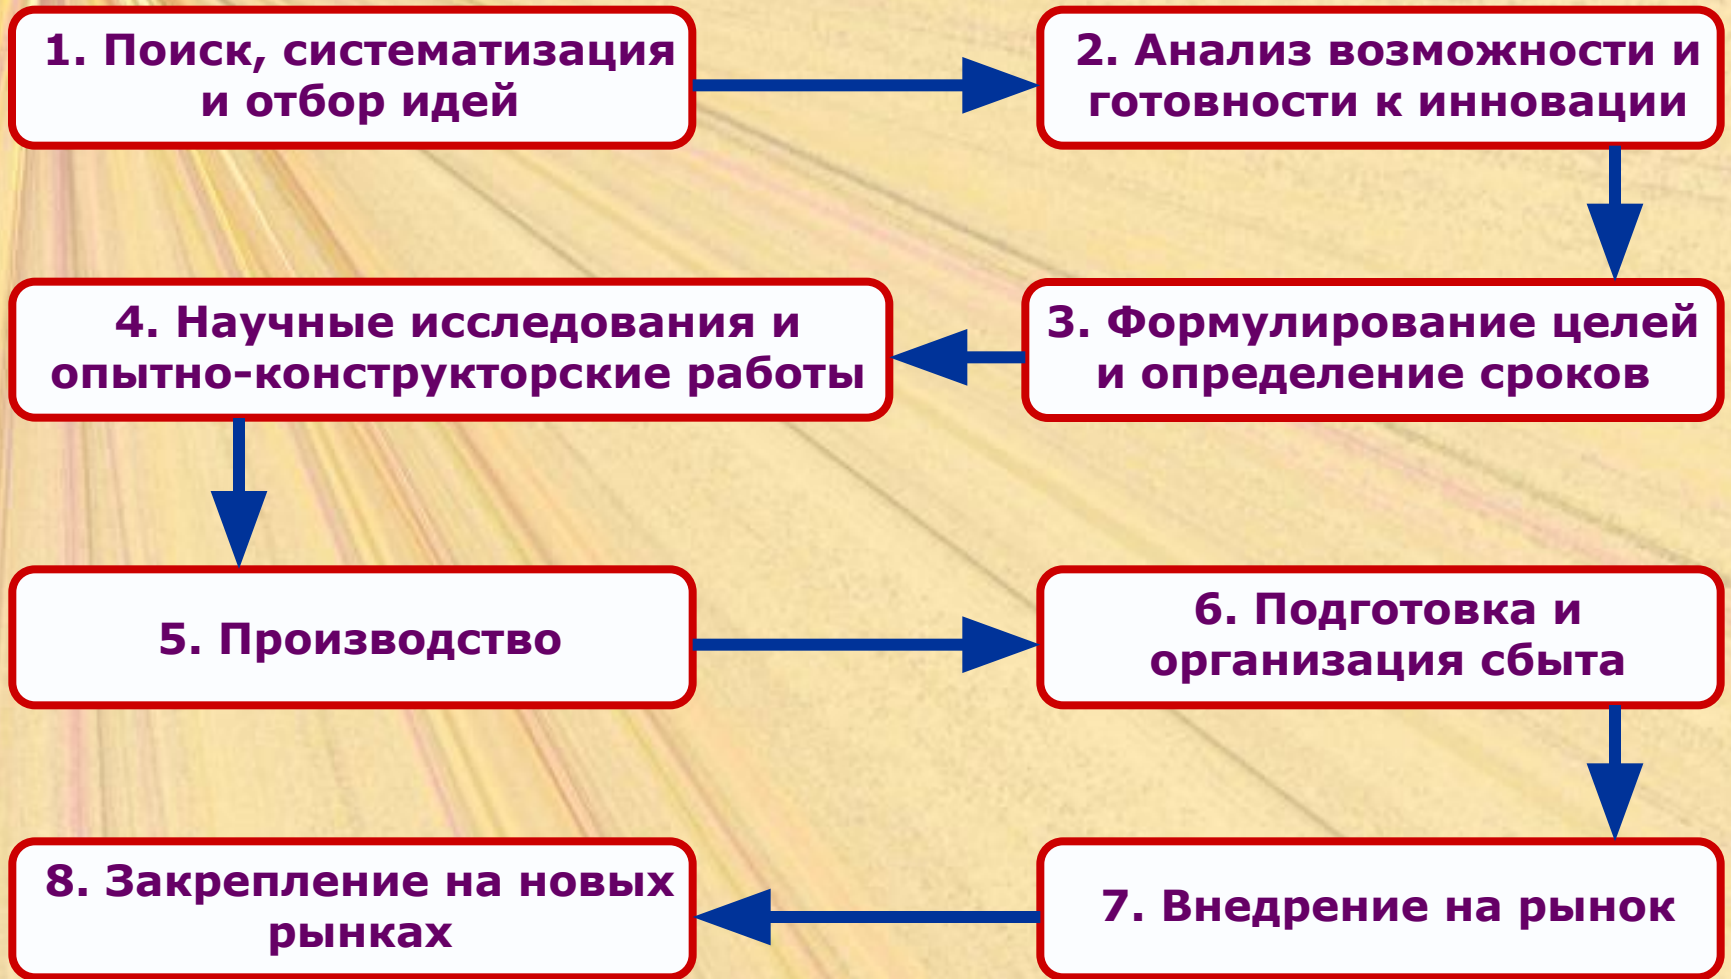 1. Поиск, систематизация
и отбор идей
2. Анализ возможности и
готовности к инновации
3. Формулирование целей
и определение сроков
4. Научные исследования и
опытно-конструкторские работы
5. Производство
6. Подготовка и
организация сбыта
7. Внедрение на рынок
8. Закрепление на новых
рынках